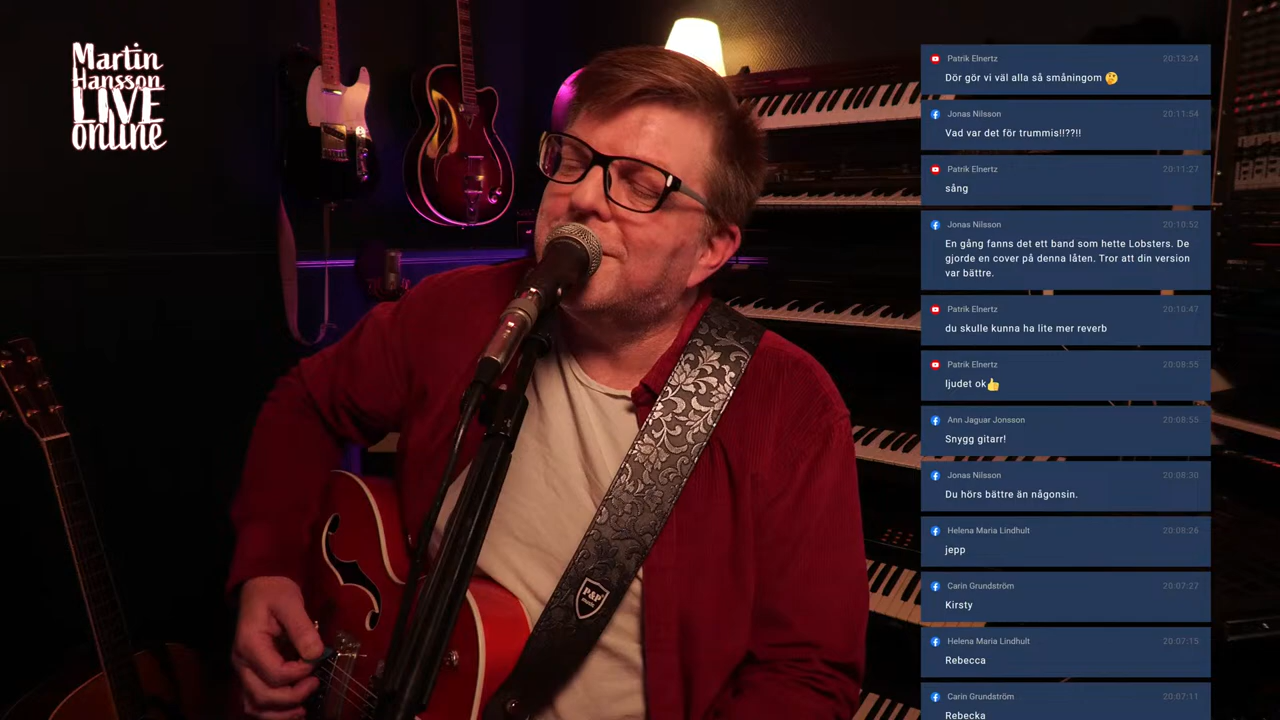 Martin
Hansson
LIVE
online
Patrik Elnertz 20:13:24
Dör gör vi väl alla så småningom 🤔
Jonas Nilsson 20:11:54
Vad var det för trummis!!??!!
Patrik Elnertz 20:11:27
sång
Jonas Nilsson 20:10:52
En gång fanns det ett band som hette Lobsters. De
gjorde en cover på denna låten. Tror att din version
var bättre.
Patrik Elnertz 20:10:47
du skulle kunna ha lite mer reverb
Patrik Elnertz 20:08:55
ljudet ok👍
Ann Jaguar Jonsson 20:08:55
Snygg gitarr!
Jonas Nilsson 20:08:30
Du hörs bättre än någonsin.
Helena Maria Lindhult 20:08:26
jepp
Carin Grundström 20:07:27
Kirsty
Helena Maria Lindhult 20:07:15
Rebecca
Carin Grundström 20:07:11
Rebecka
P&P
music